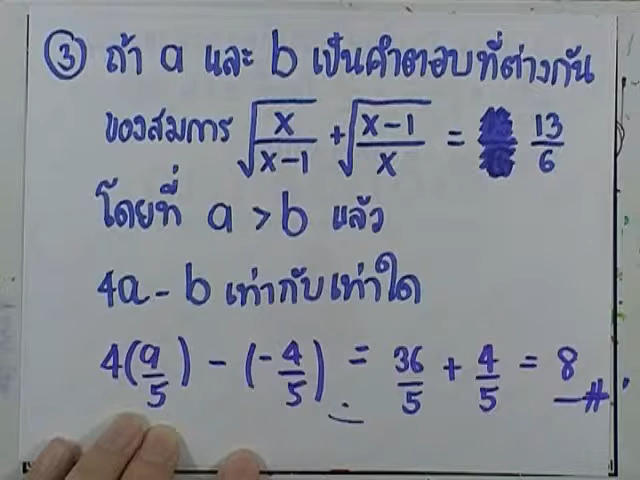 ③ ถ้า a และ b เป็นคำตอบที่ต่างกัน
ของสมการ √(x/(x-1)) + √((x-1)/x) = 13/6
โดยที่ a > b แล้ว
4a - b เท่ากับเท่าใด
4(9/5) - (-4/5) = 36/5 + 4/5 = 8 #